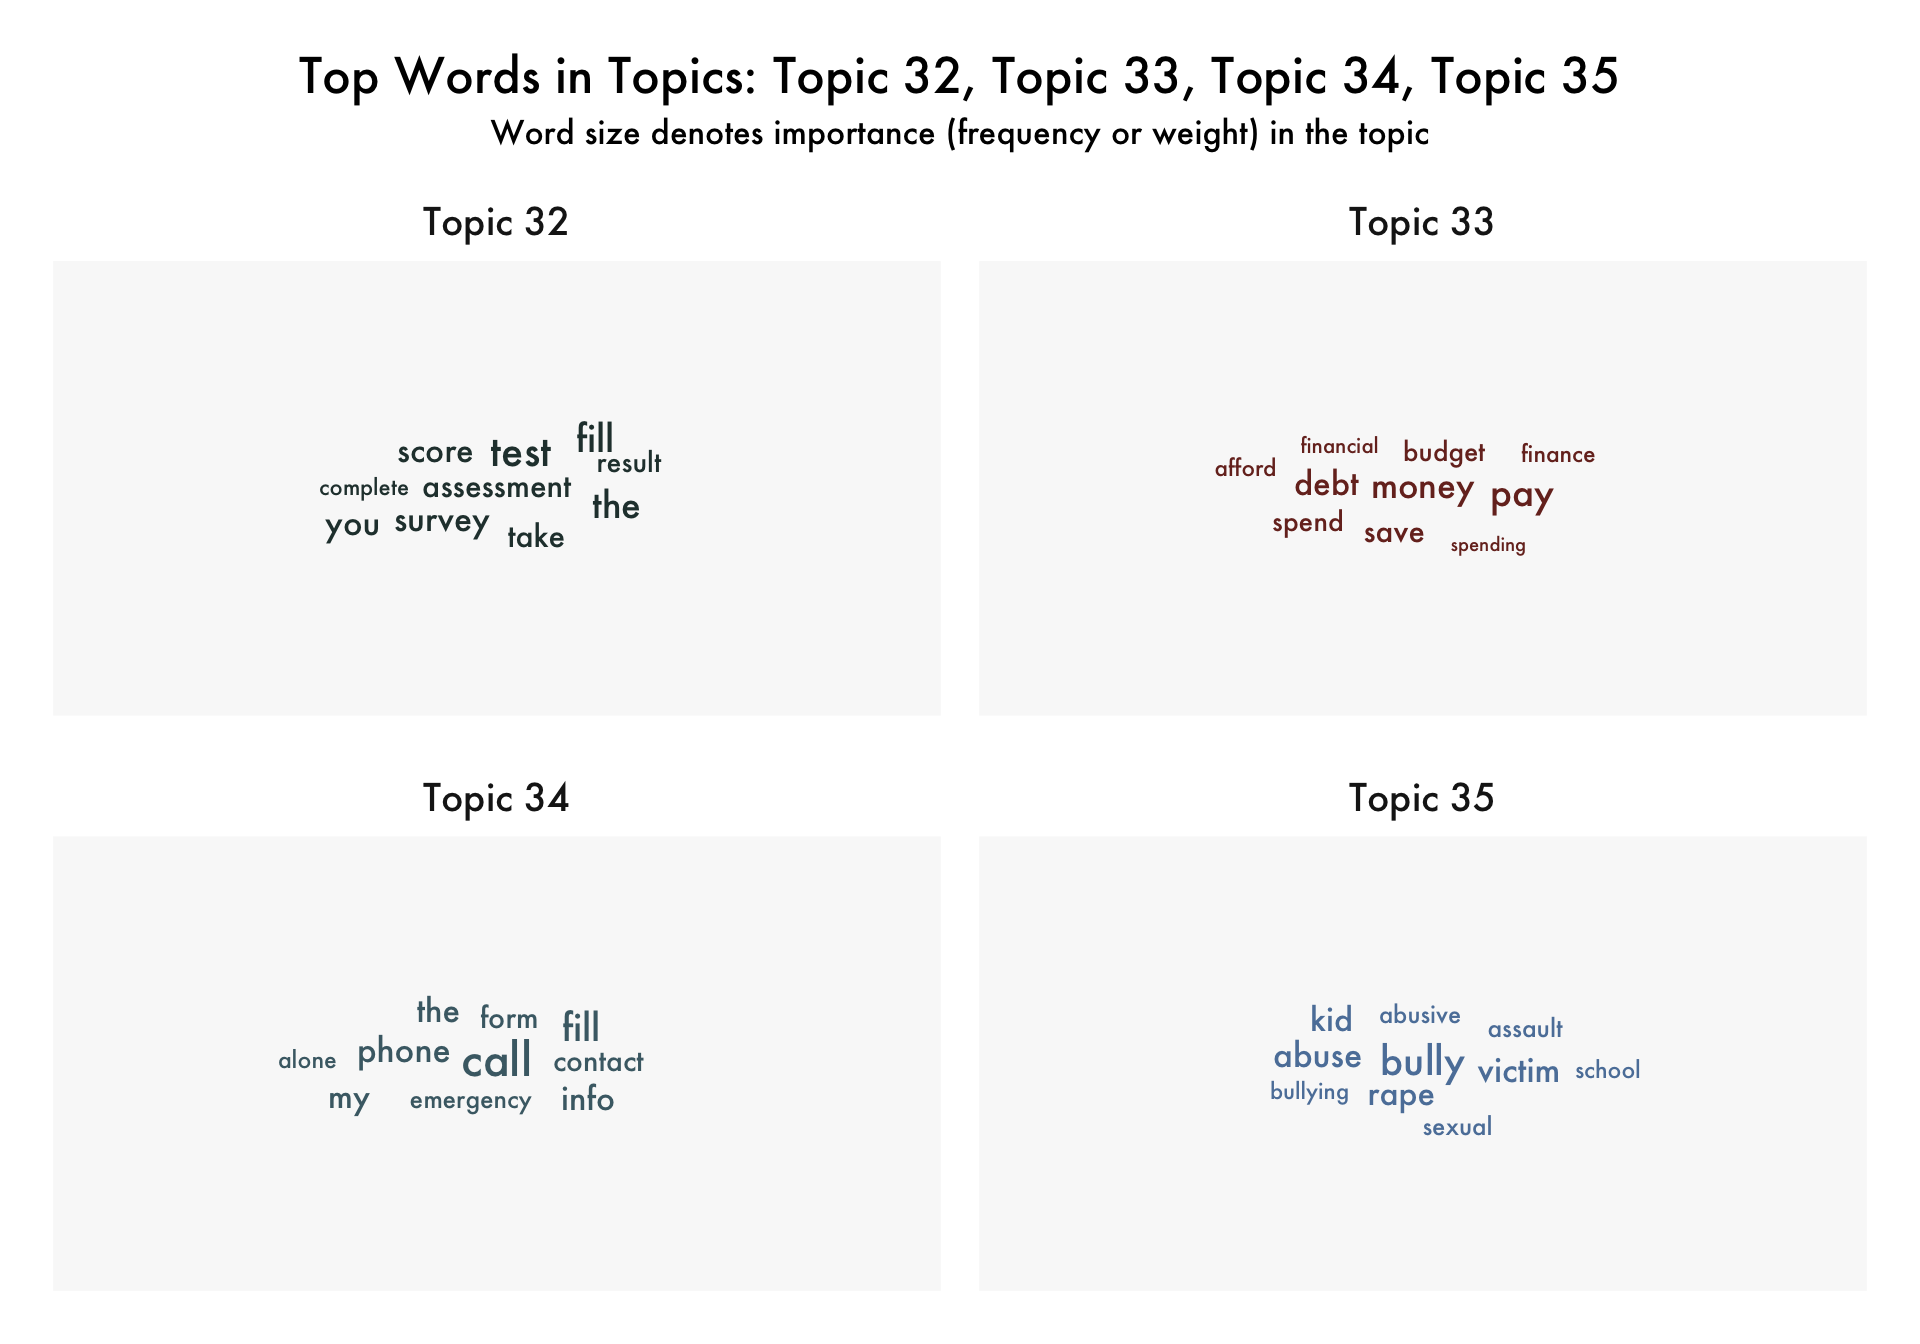 Top Words in Topics: Topic 32, Topic 33, Topic 34, Topic 35
Word size denotes importance (frequency or weight) in the topic
Topic 32
score test fill
result
complete assessment the
you survey take
Topic 33
afford financial budget finance
debt money pay
spend save spending
Topic 34
the form fill
alone phone call contact
my emergency info
Topic 35
kid abusive assault
abuse bully victim school
bullying rape
sexual